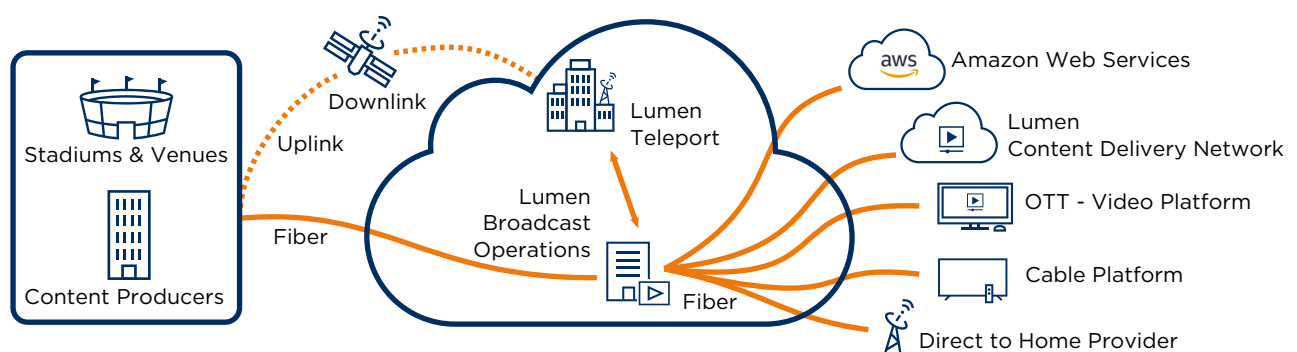 Stadiums & Venues
Content Producers
Uplink
Downlink
Fiber
Lumen
Teleport
Lumen
Broadcast
Operations
Fiber
aws
Amazon Web Services
Lumen
Content Delivery Network
OTT - Video Platform
Cable Platform
Direct to Home Provider